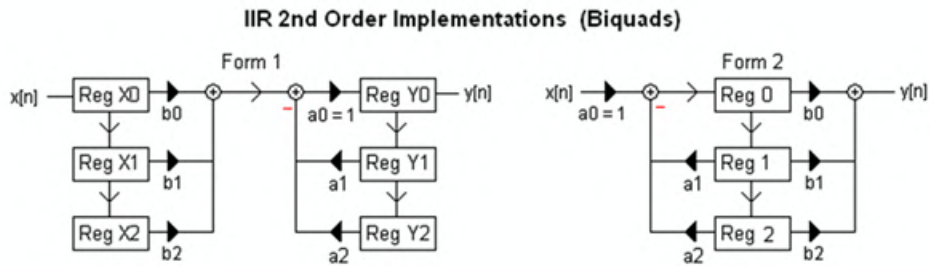 IIR 2nd Order Implementations (Biquads)
Form 1
x[n]
Reg X0
b0
Reg X1
b1
Reg X2
b2
a0 = 1
Reg Y0
y[n]
a1
Reg Y1
a2
Reg Y2
Form 2
x[n]
a0 = 1
Reg 0
b0
y[n]
a1
Reg 1
b1
a2
Reg 2
b2